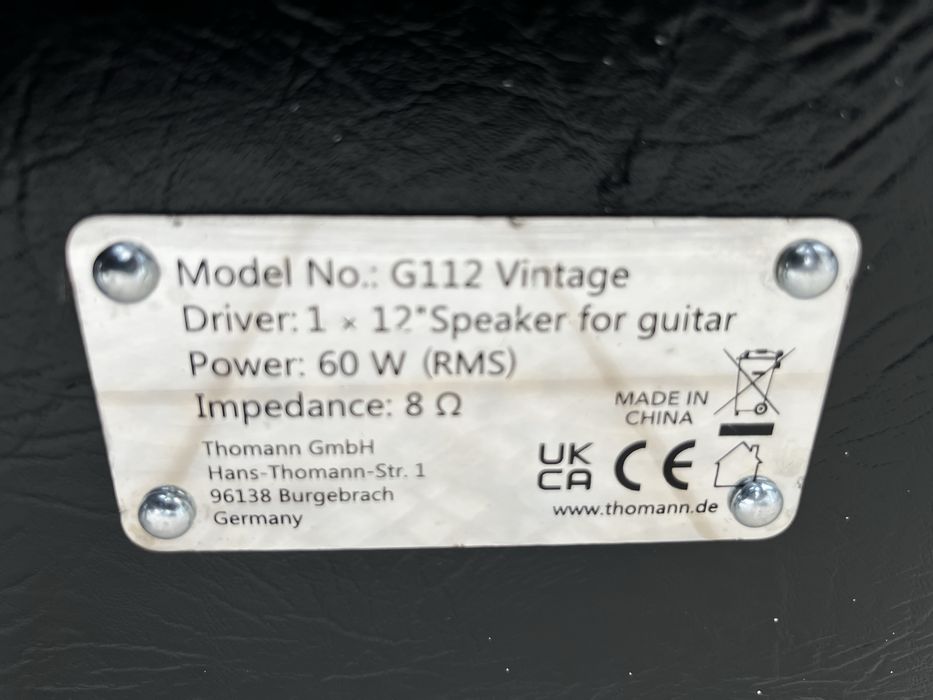 Model No.: G112 Vintage
Driver: 1 × 12"Speaker for guitar
Power: 60 W (RMS)
Impedance: 8 Ω
MADE IN
CHINA
Thomann GmbH
Hans-Thomann-Str. 1
96138 Burgebrach
Germany
UK
CA
CE
www.thomann.de